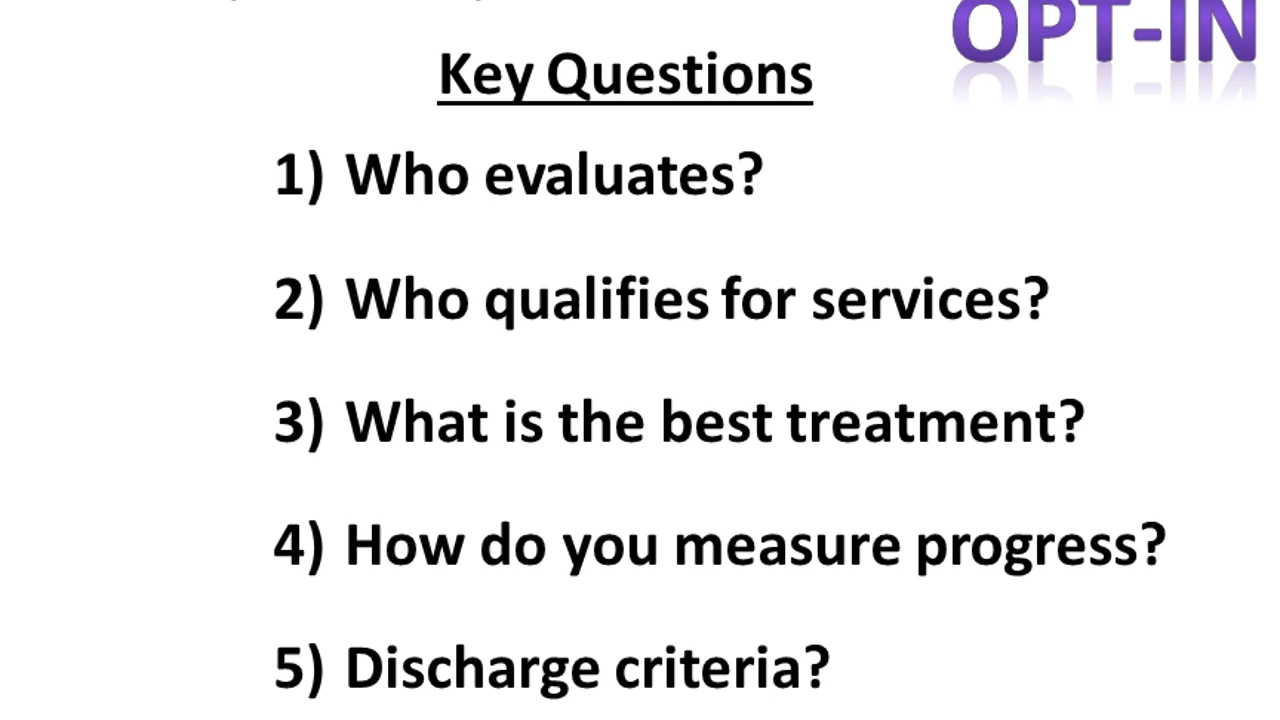 OPT-IN
Key Questions
1) Who evaluates?
2) Who qualifies for services?
3) What is the best treatment?
4) How do you measure progress?
5) Discharge criteria?